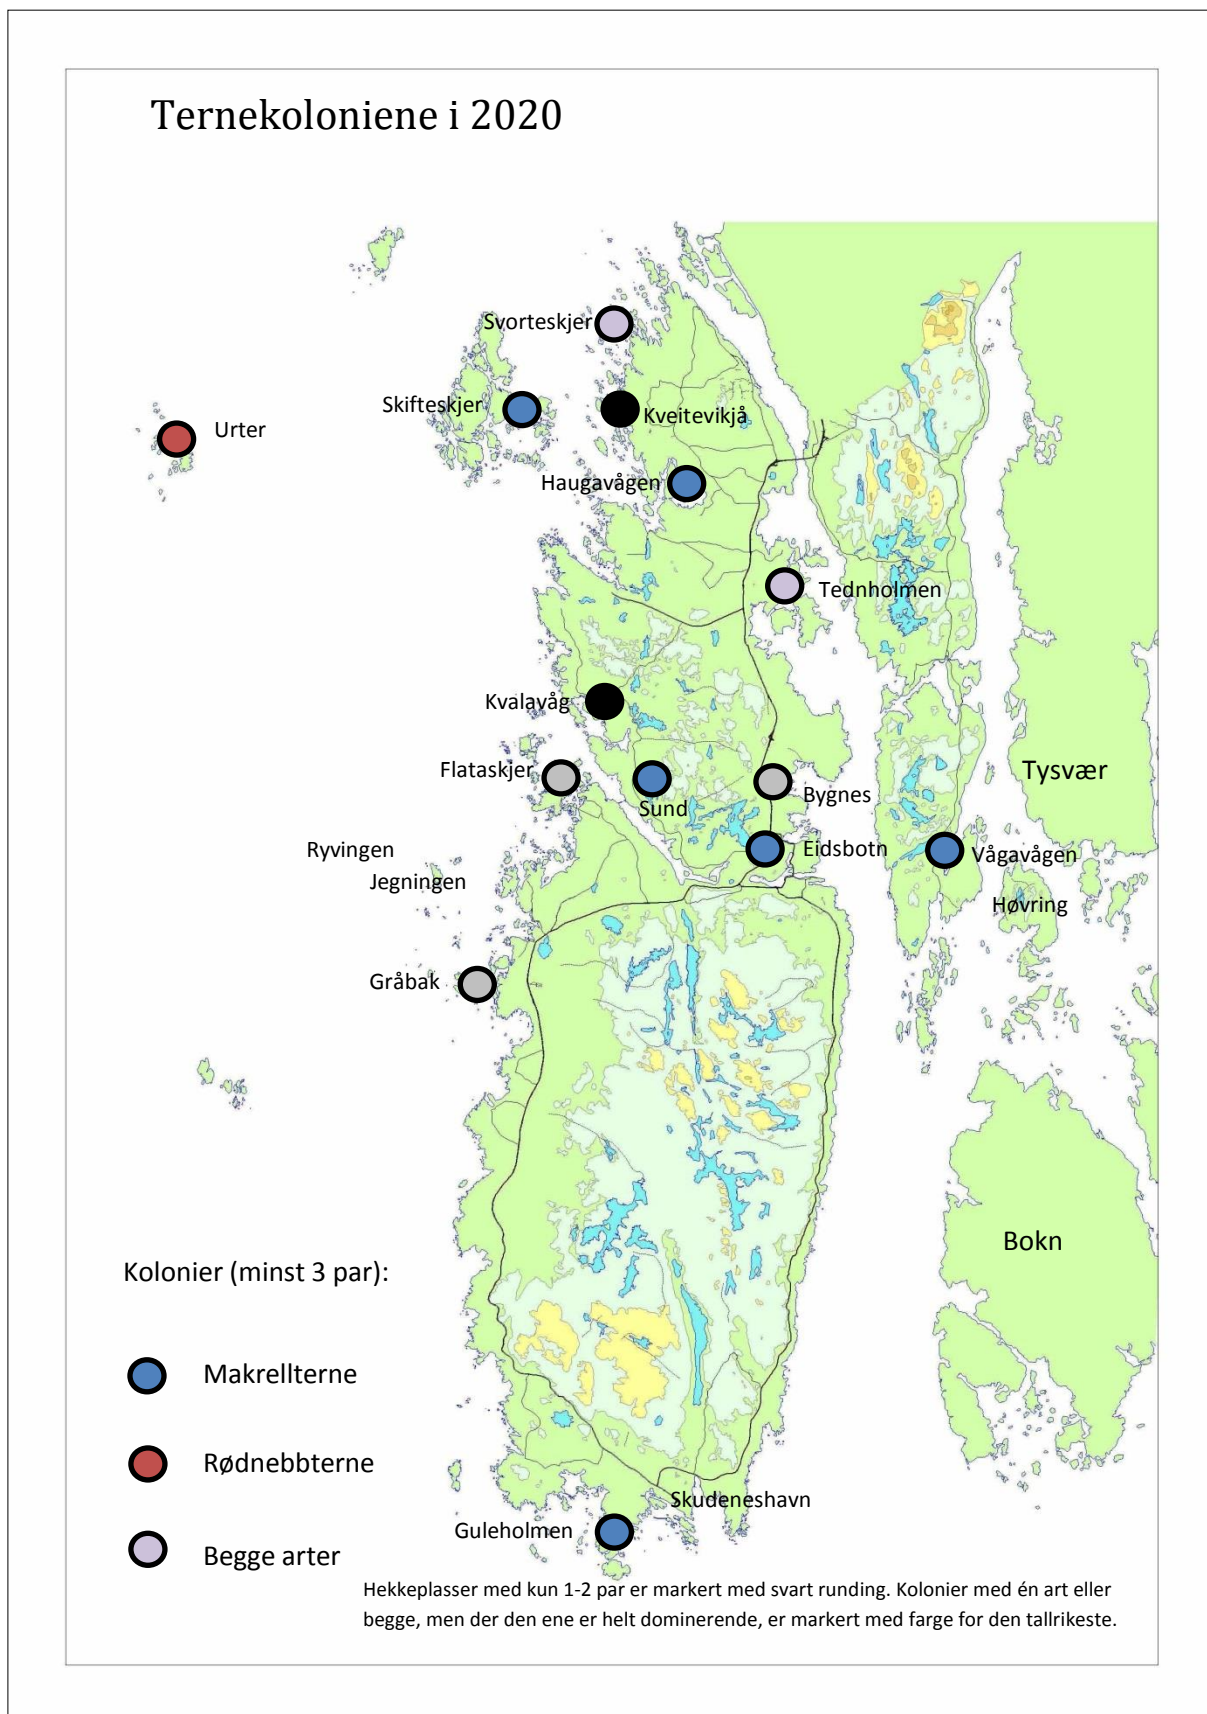 Ternekoloniene i 2020
Svorteskjer
Skifteskjer
Kveitevikjå
Urter
Haugavågen
Tednholmen
Kvalavåg
Flataskjer
Tysvær
Bygnes
Sund
Ryvingen
Eidsbotn
Vågavågen
Jegningen
Høvring
Gråbak
Bokn
Kolonier (minst 3 par):
Makrellterne
Rødnebbterne
Skudeneshavn
Guleholmen
Begge arter
Hekkeplasser med kun 1-2 par er markert med svart runding. Kolonier med én art eller
begge, men der den ene er helt dominerende, er markert med farge for den tallrikeste.